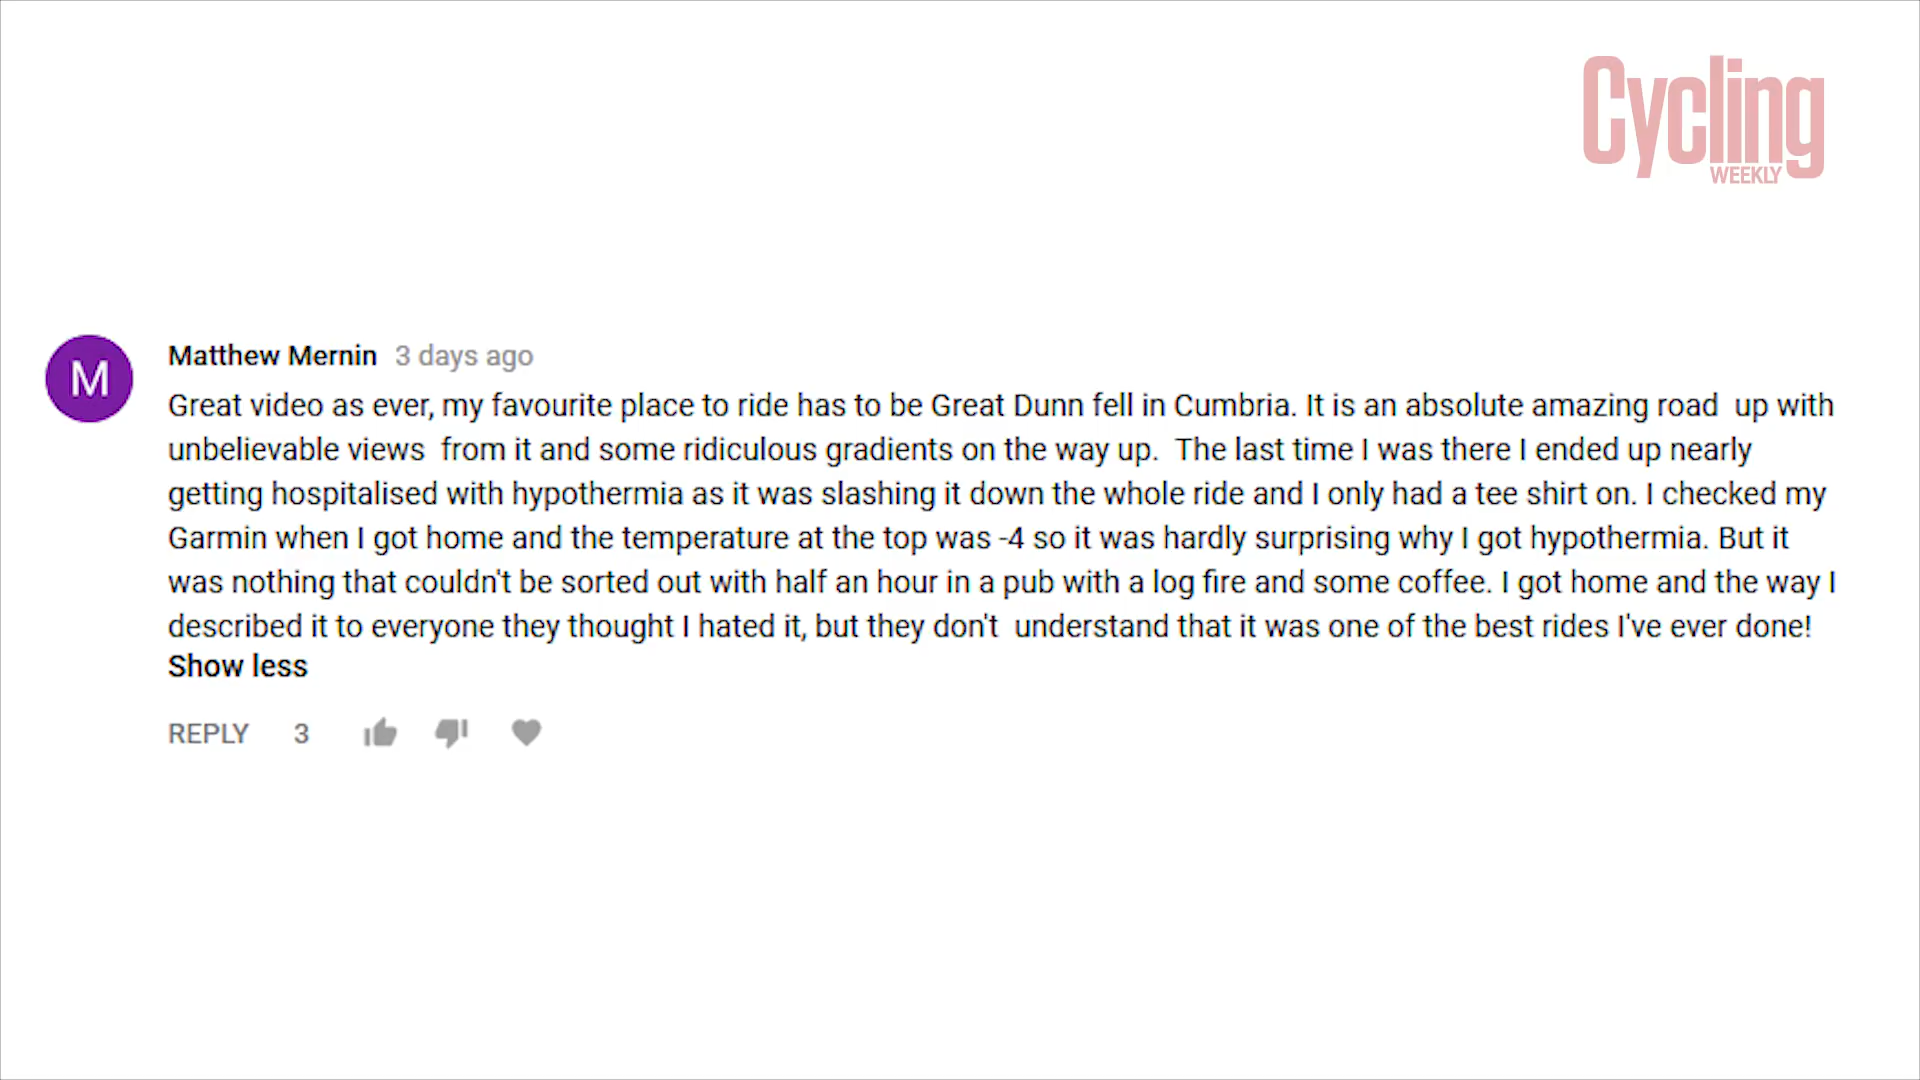 Cycling
WEEKLY
M
Matthew Mernin 3 days ago
Great video as ever, my favourite place to ride has to be Great Dunn fell in Cumbria. It is an absolute amazing road  up with
unbelievable views  from it and some ridiculous gradients on the way up.  The last time I was there I ended up nearly
getting hospitalised with hypothermia as it was slashing it down the whole ride and I only had a tee shirt on. I checked my
Garmin when I got home and the temperature at the top was -4 so it was hardly surprising why I got hypothermia. But it
was nothing that couldn't be sorted out with half an hour in a pub with a log fire and some coffee. I got home and the way I
described it to everyone they thought I hated it, but they don't  understand that it was one of the best rides I've ever done!
Show less
REPLY 3